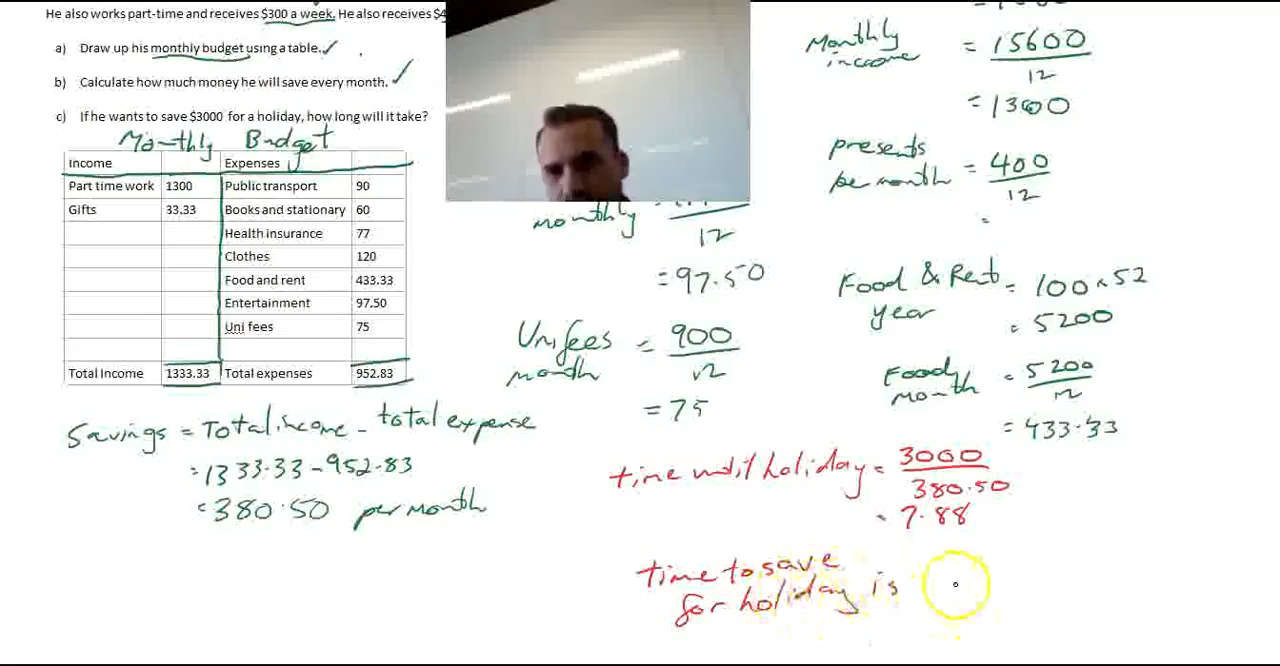 He also works part-time and receives $300 a week. He also receives $4
a) Draw up his monthly budget using a table.
b) Calculate how much money he will save every month.
c) If he wants to save $3000 for a holiday, how long will it take?
Monthly Budget
Income Expenses
Part time work 1300 Public transport 90
Gifts 33.33 Books and stationary 60
Health insurance 77
Clothes 120
Food and rent 433.33
Entertainment 97.50
Uni fees 75
Total Income 1333.33 Total expenses 952.83
Savings = Total income - total expense
= 1333.33 - 952.83
= 380.50 per month
monthly
12
= 97.50
Uni fees month = 900
12
= 75
Monthly income = 15600
12
= 1300
presents per month = 400
12
=
Food & Rent year = 100 x 52
= 5200
Food month = 5200
12
= 433.33
time until holiday = 3000
380.50
= 7.88
time to save
for holiday is